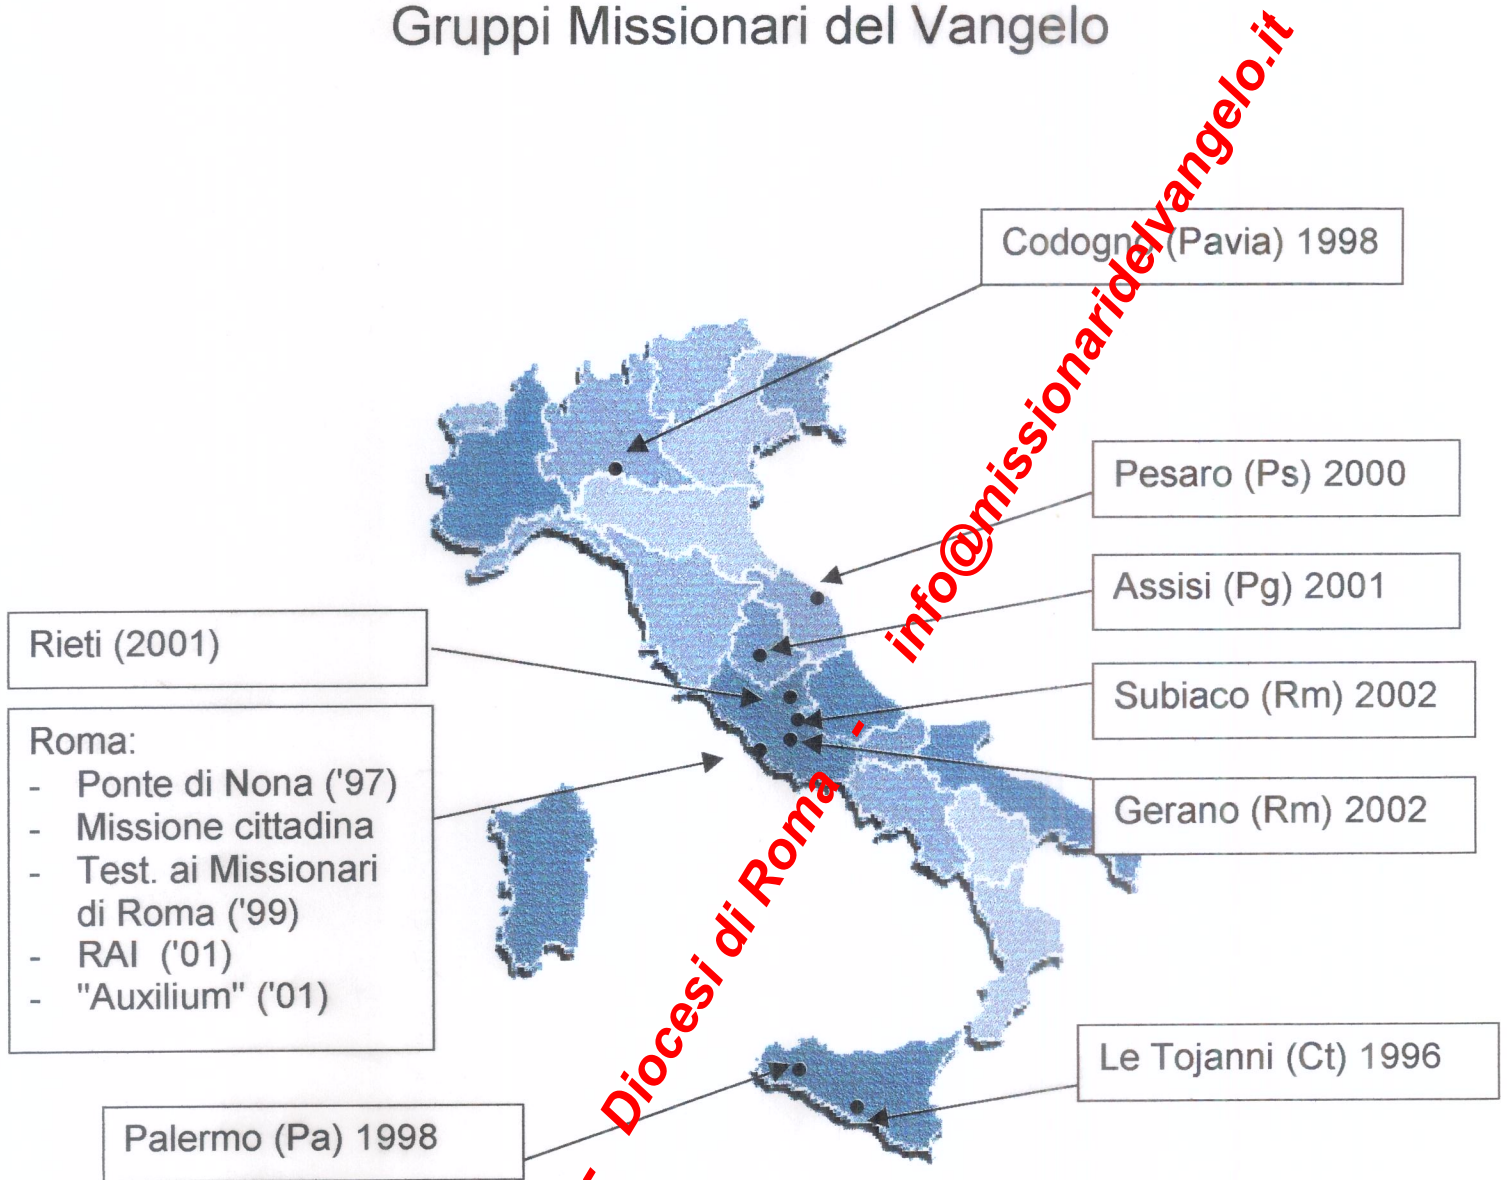 Gruppi Missionari del Vangelo
Codogno (Pavia) 1998
Pesaro (Ps) 2000
Assisi (Pg) 2001
Rieti (2001)
Subiaco (Rm) 2002
Roma:
- Ponte di Nona ('97)
- Missione cittadina
- Test. ai Missionari
di Roma ('99)
- RAI ('01)
- "Auxilium" ('01)
Gerano (Rm) 2002
Le Tojanni (Ct) 1996
Palermo (Pa) 1998
- Diocesi di Roma - info@missionaridelvangelo.it